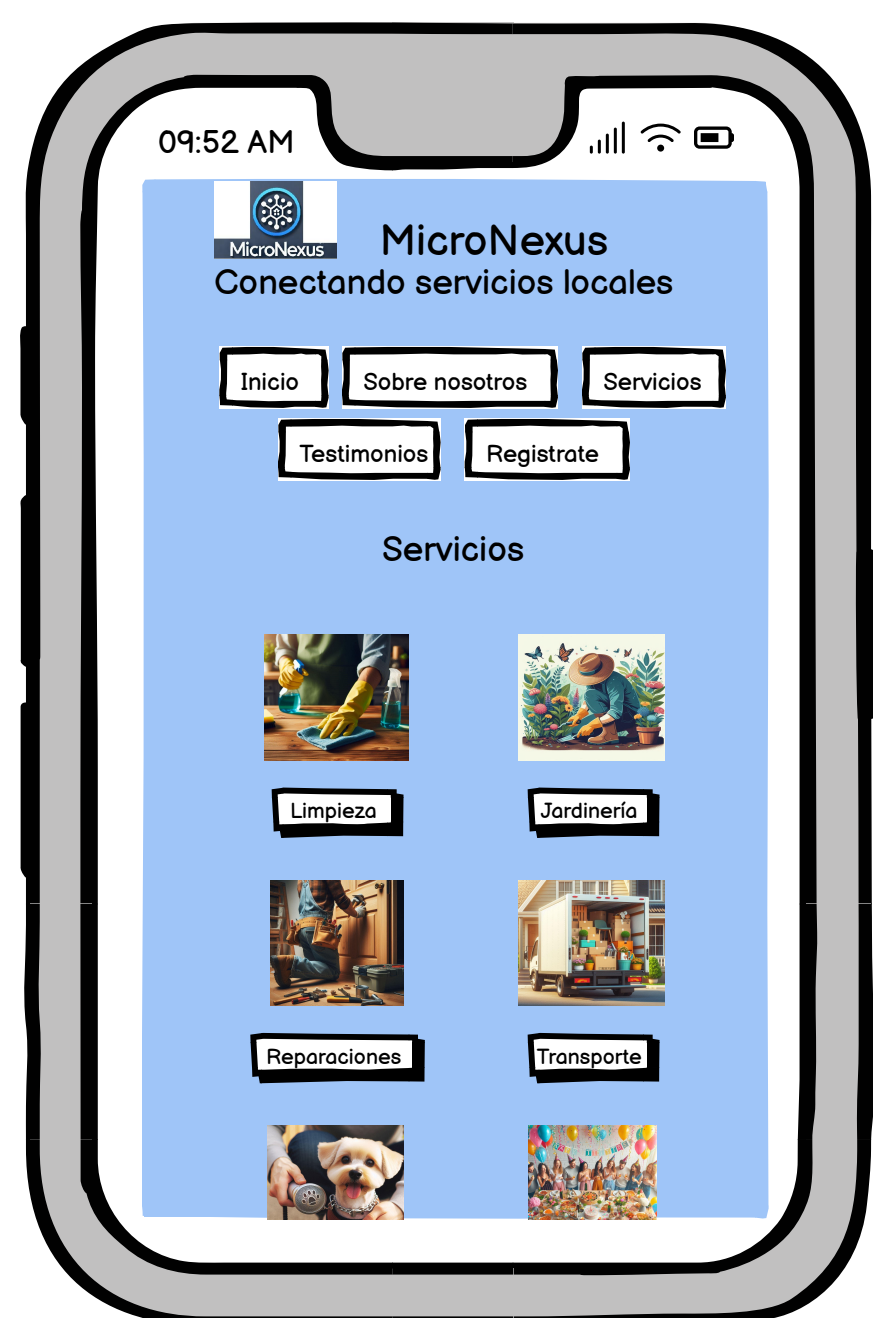 09:52 AM
MicroNexus
MicroNexus
Conectando servicios locales
Inicio Sobre nosotros Servicios
Testimonios Registrate
Servicios
Limpieza Jardinería
Reparaciones Transporte